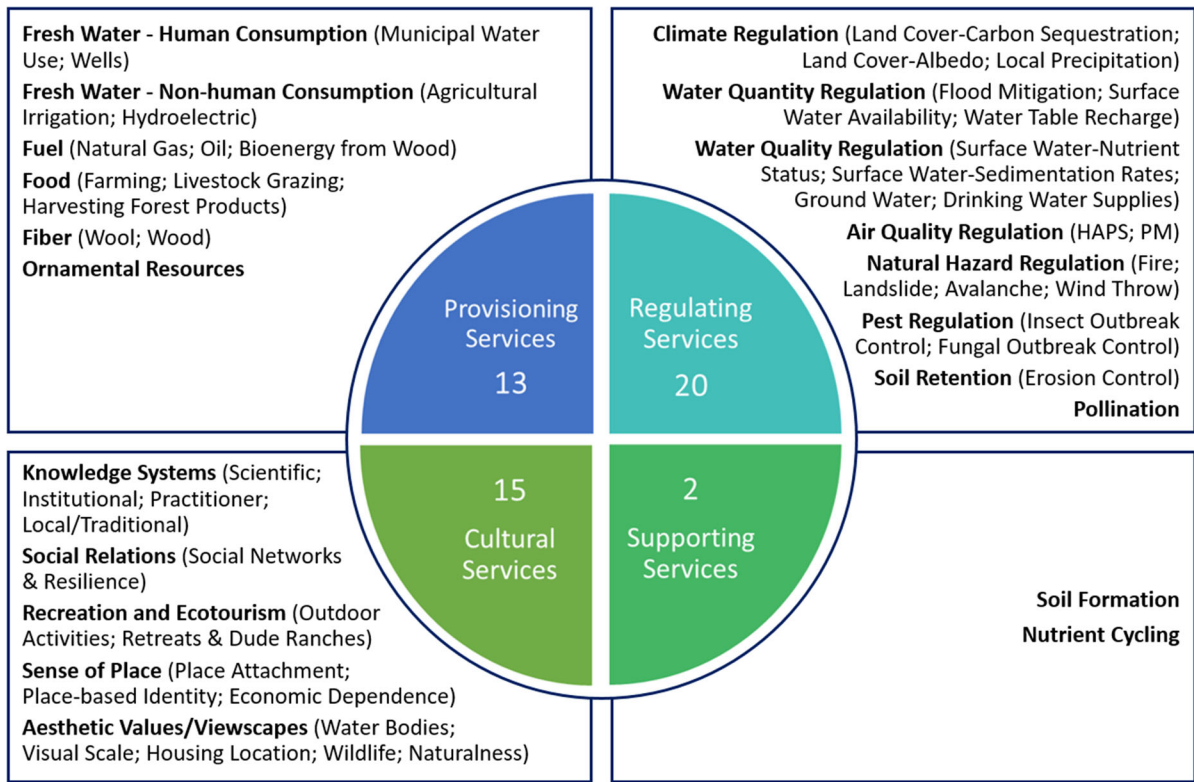 Fresh Water - Human Consumption (Municipal Water
Use; Wells)
Fresh Water - Non-human Consumption (Agricultural
Irrigation; Hydroelectric)
Fuel (Natural Gas; Oil; Bioenergy from Wood)
Food (Farming; Livestock Grazing;
Harvesting Forest Products)
Fiber (Wool; Wood)
Ornamental Resources
Climate Regulation (Land Cover-Carbon Sequestration;
Land Cover-Albedo; Local Precipitation)
Water Quantity Regulation (Flood Mitigation; Surface
Water Availability; Water Table Recharge)
Water Quality Regulation (Surface Water-Nutrient
Status; Surface Water-Sedimentation Rates;
Ground Water; Drinking Water Supplies)
Air Quality Regulation (HAPS; PM)
Natural Hazard Regulation (Fire;
Landslide; Avalanche; Wind Throw)
Pest Regulation (Insect Outbreak
Control; Fungal Outbreak Control)
Soil Retention (Erosion Control)
Pollination
Provisioning
Services
13
Regulating
Services
20
15
Cultural
Services
2
Supporting
Services
Knowledge Systems (Scientific;
Institutional; Practitioner;
Local/Traditional)
Social Relations (Social Networks
& Resilience)
Recreation and Ecotourism (Outdoor
Activities; Retreats & Dude Ranches)
Sense of Place (Place Attachment;
Place-based Identity; Economic Dependence)
Aesthetic Values/Viewscapes (Water Bodies;
Visual Scale; Housing Location; Wildlife; Naturalness)
Soil Formation
Nutrient Cycling